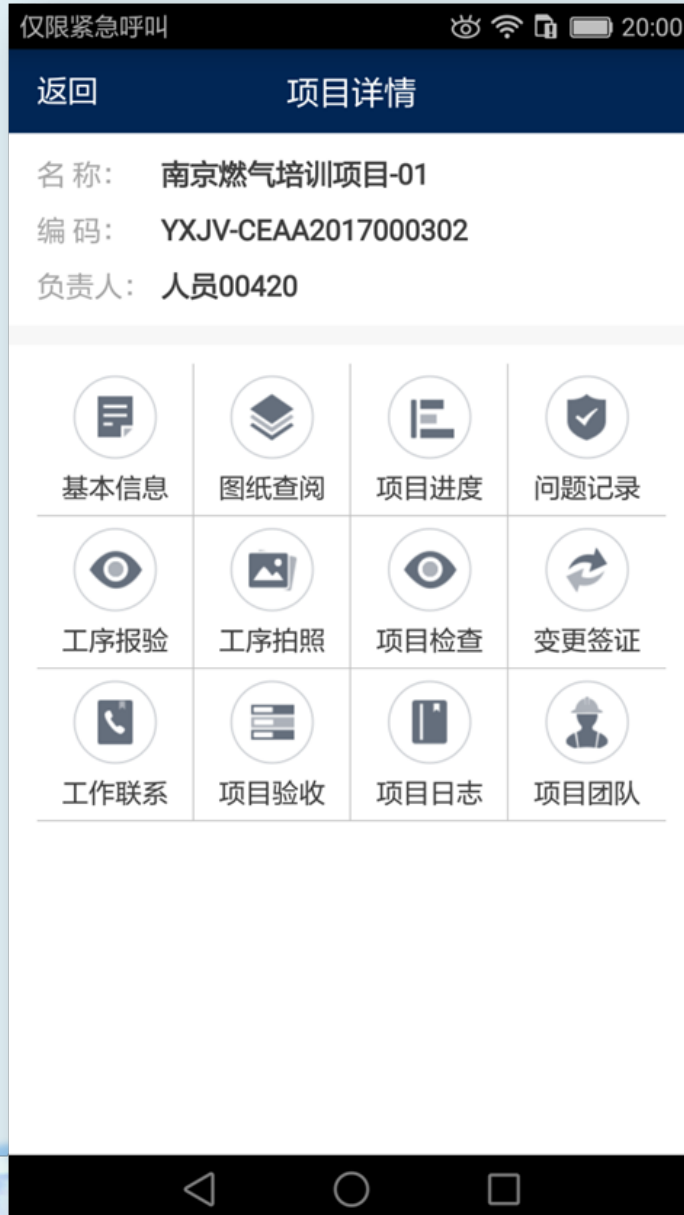 仅限紧急呼叫 20:00
返回 项目详情
名 称： 南京燃气培训项目-01
编 码： YXJV-CEAA2017000302
负责人： 人员00420
基本信息 图纸查阅 项目进度 问题记录
工序报验 工序拍照 项目检查 变更签证
工作联系 项目验收 项目日志 项目团队